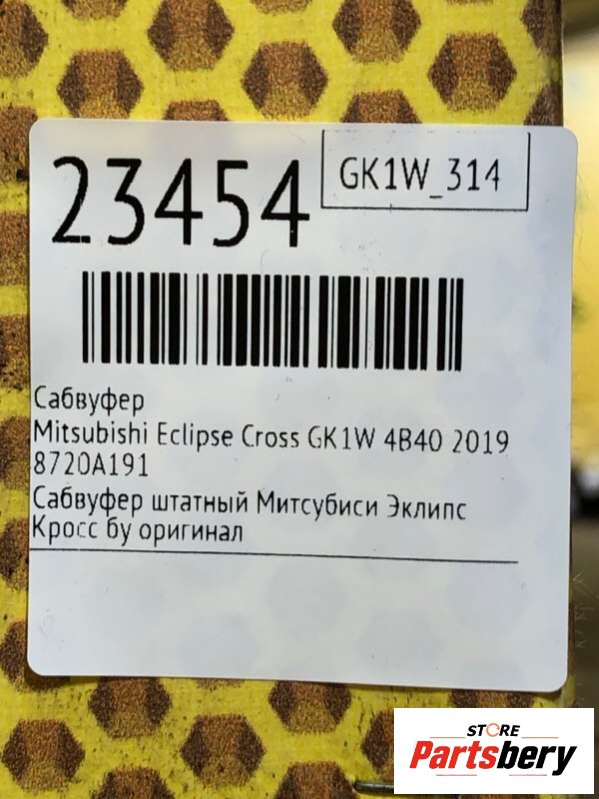 23454
GK1W_314
Сабвуфер
Mitsubishi Eclipse Cross GK1W 4B40 2019
8720A191
Сабвуфер штатный Митсубиси Эклипс
Кросс бу оригинал
STORE
Partsbery